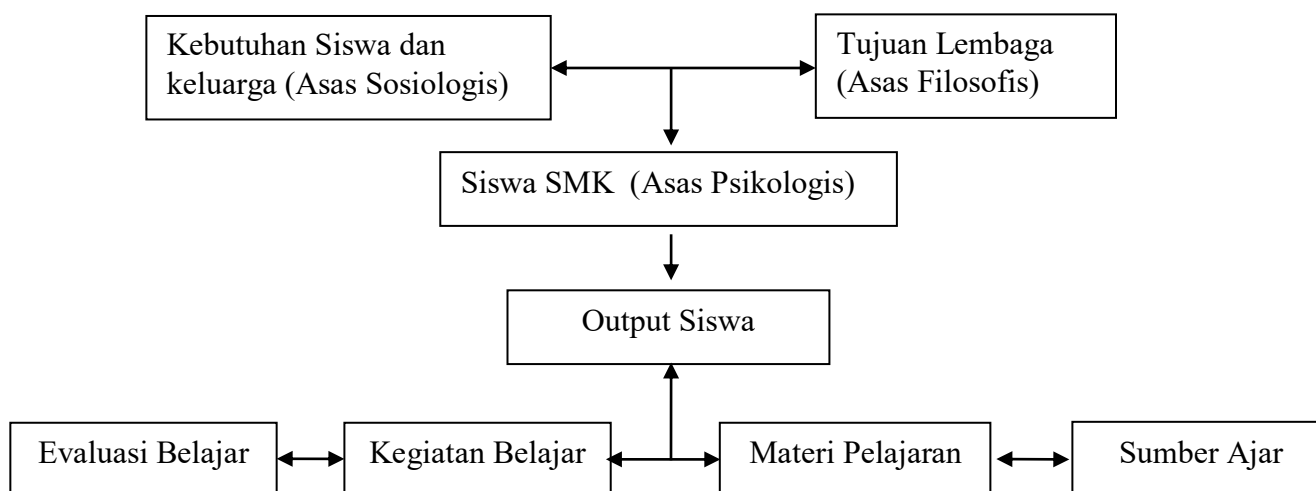 Kebutuhan Siswa dan
keluarga (Asas Sosiologis)
Tujuan Lembaga
(Asas Filosofis)
Siswa SMK  (Asas Psikologis)
Output Siswa
Evaluasi Belajar
Kegiatan Belajar
Materi Pelajaran
Sumber Ajar